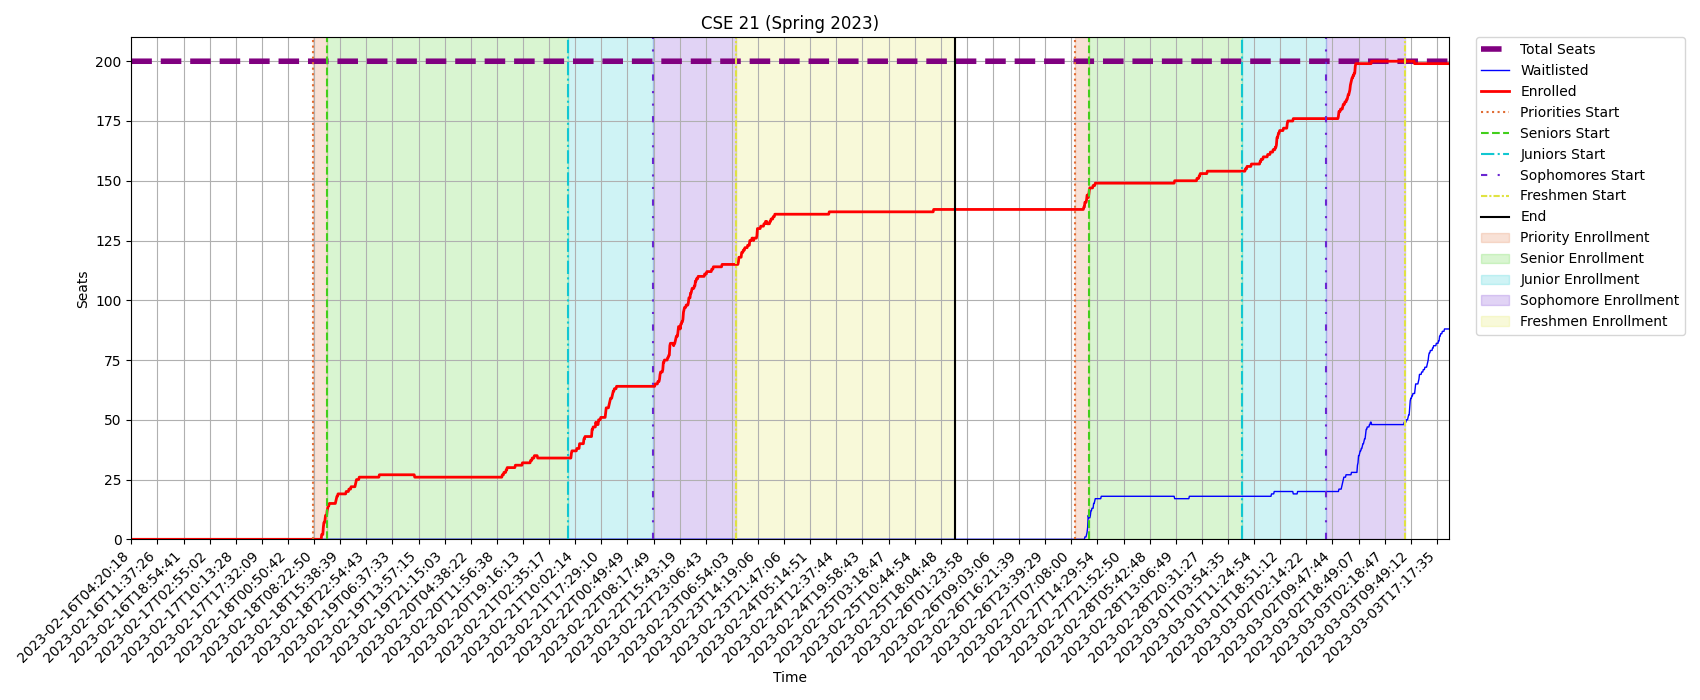 CSE 21 (Spring 2023)
Seats
200
175
150
125
100
75
50
25
0
2023-02-16T04:20:18
2023-02-16T11:37:26
2023-02-16T18:54:41
2023-02-17T02:55:02
2023-02-17T10:13:28
2023-02-17T17:32:09
2023-02-18T00:50:42
2023-02-18T08:22:50
2023-02-18T15:38:39
2023-02-18T22:54:43
2023-02-19T06:37:33
2023-02-19T13:57:15
2023-02-19T21:15:03
2023-02-20T04:38:22
2023-02-20T11:56:38
2023-02-20T19:16:13
2023-02-21T02:35:17
2023-02-21T10:02:14
2023-02-21T17:29:10
2023-02-22T00:49:49
2023-02-22T08:17:49
2023-02-22T15:43:19
2023-02-22T23:06:43
2023-02-23T06:54:03
2023-02-23T14:19:06
2023-02-23T21:47:06
2023-02-24T05:14:51
2023-02-24T12:37:44
2023-02-24T19:58:43
2023-02-25T03:18:47
2023-02-25T10:44:54
2023-02-25T18:04:48
2023-02-26T01:23:58
2023-02-26T09:03:06
2023-02-26T16:21:39
2023-02-26T23:39:29
2023-02-27T07:08:00
2023-02-27T14:29:54
2023-02-27T21:52:50
2023-02-28T05:42:48
2023-02-28T13:06:49
2023-02-28T20:31:27
2023-03-01T03:54:35
2023-03-01T11:24:54
2023-03-01T18:51:12
2023-03-02T02:14:22
2023-03-02T09:47:44
2023-03-02T18:49:07
2023-03-03T02:18:47
2023-03-03T09:49:12
2023-03-03T17:17:35
Time
Total Seats
Waitlisted
Enrolled
Priorities Start
Seniors Start
Juniors Start
Sophomores Start
Freshmen Start
End
Priority Enrollment
Senior Enrollment
Junior Enrollment
Sophomore Enrollment
Freshmen Enrollment